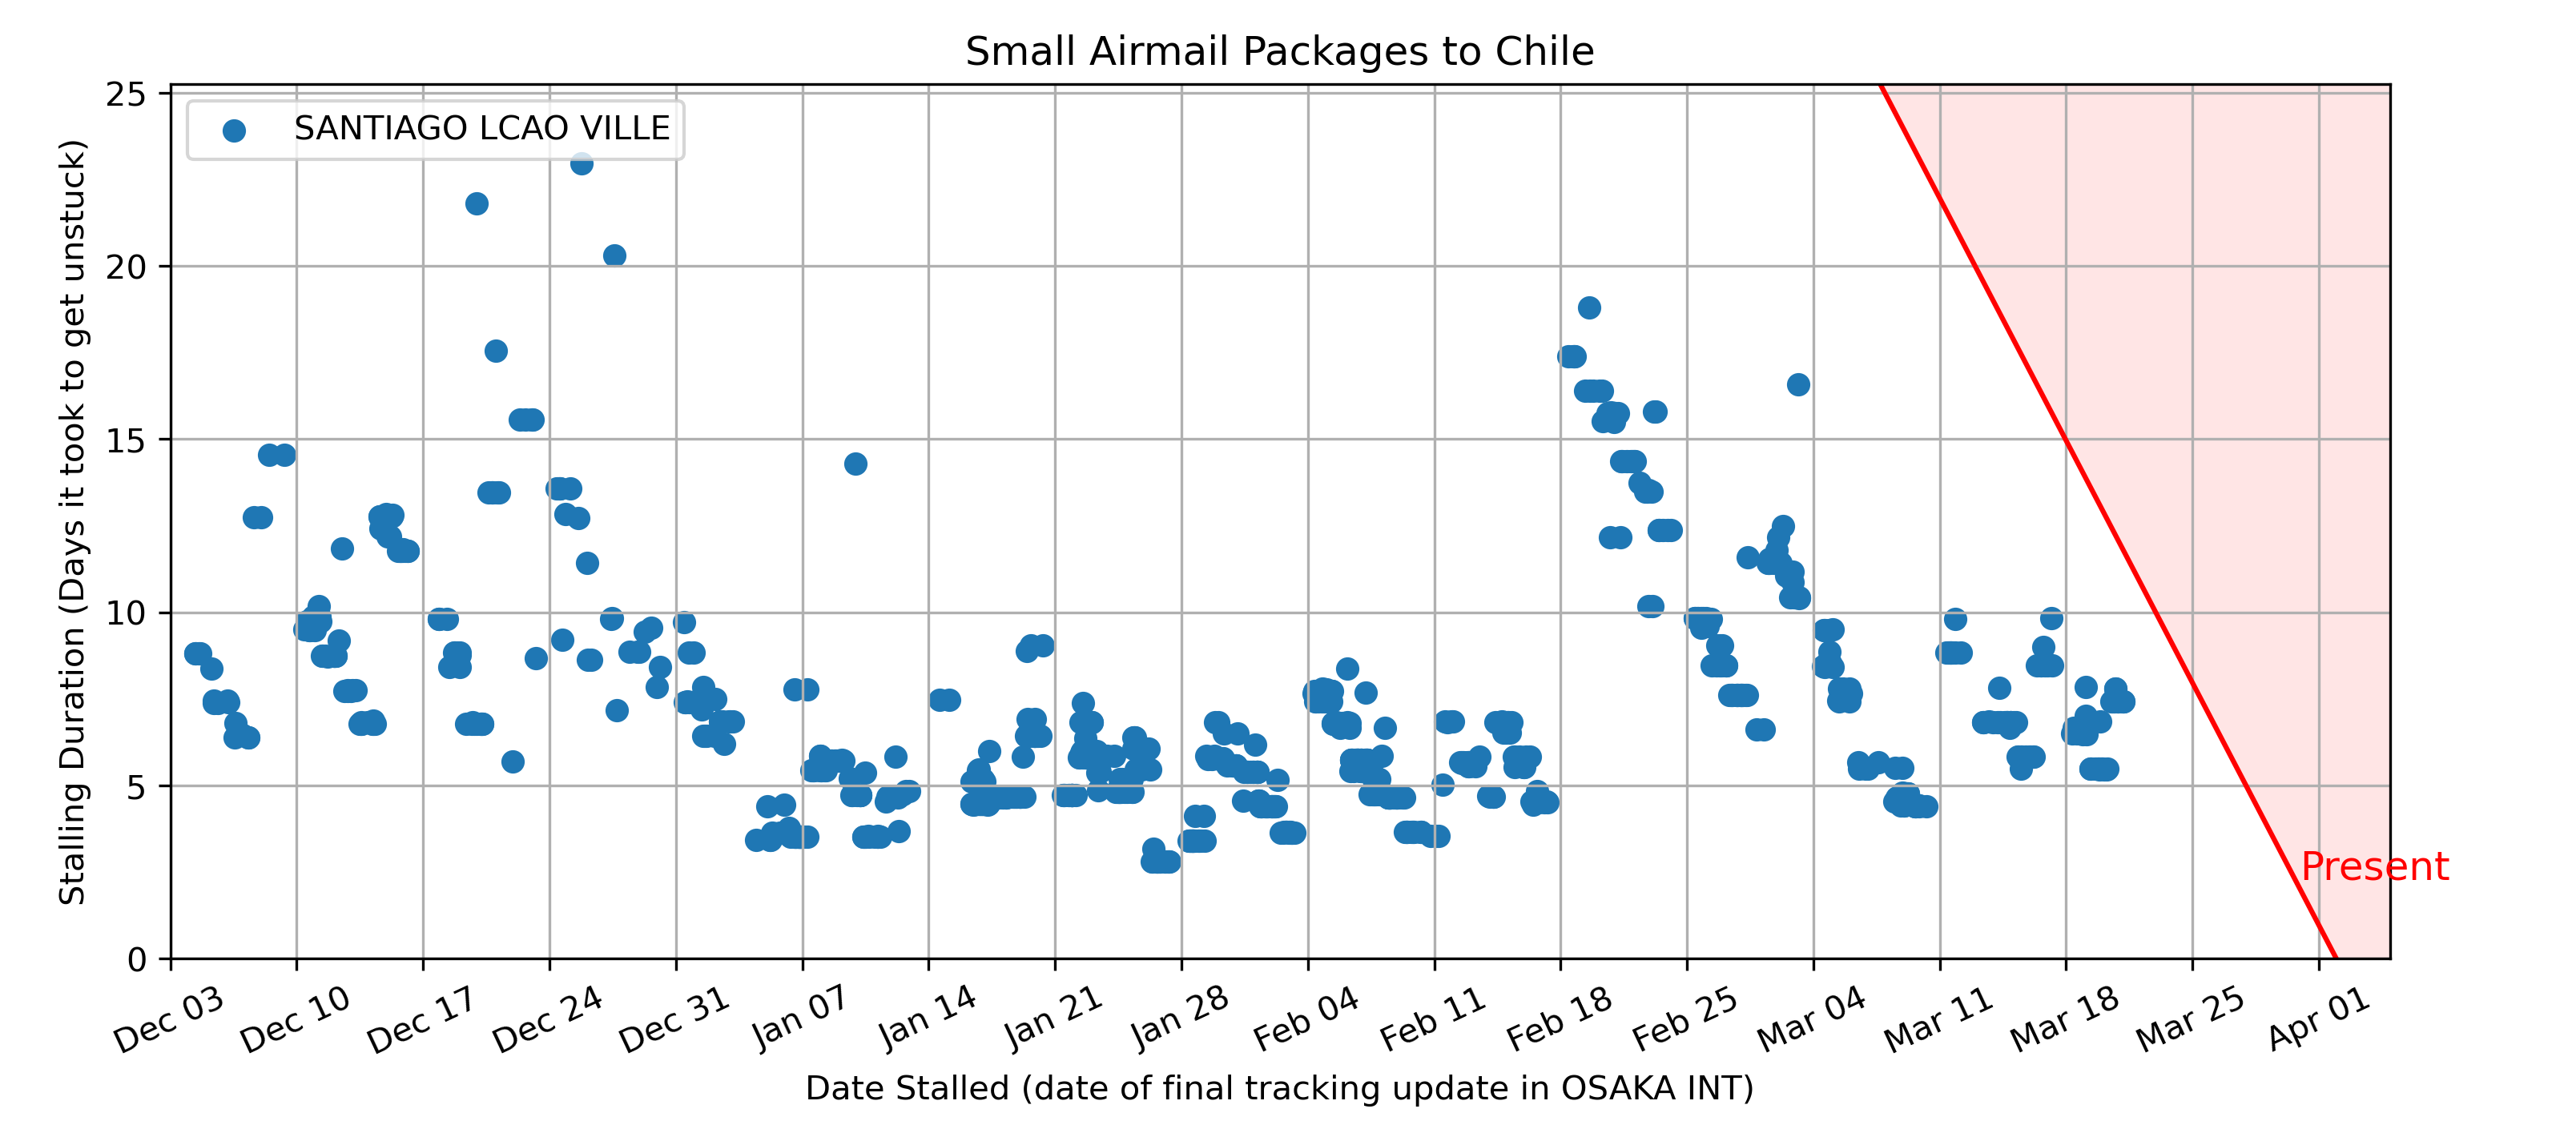 Small Airmail Packages to Chile
Stalling Duration (Days it took to get unstuck)
25
20
15
10
5
0
SANTIAGO LCAO VILLE
Present
Dec 03
Dec 10
Dec 17
Dec 24
Dec 31
Jan 07
Jan 14
Jan 21
Jan 28
Feb 04
Feb 11
Feb 18
Feb 25
Mar 04
Mar 11
Mar 18
Mar 25
Apr 01
Date Stalled (date of final tracking update in OSAKA INT)